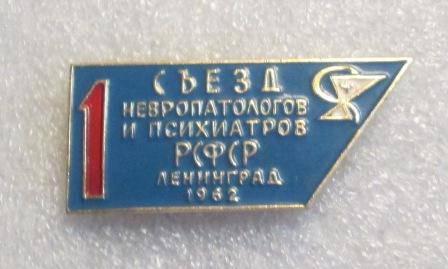 1
СЪЕЗД
НЕВРОПАТОЛОГОВ
И ПСИХИАТРОВ
РСФСР
ЛЕНИНГРАД
1962